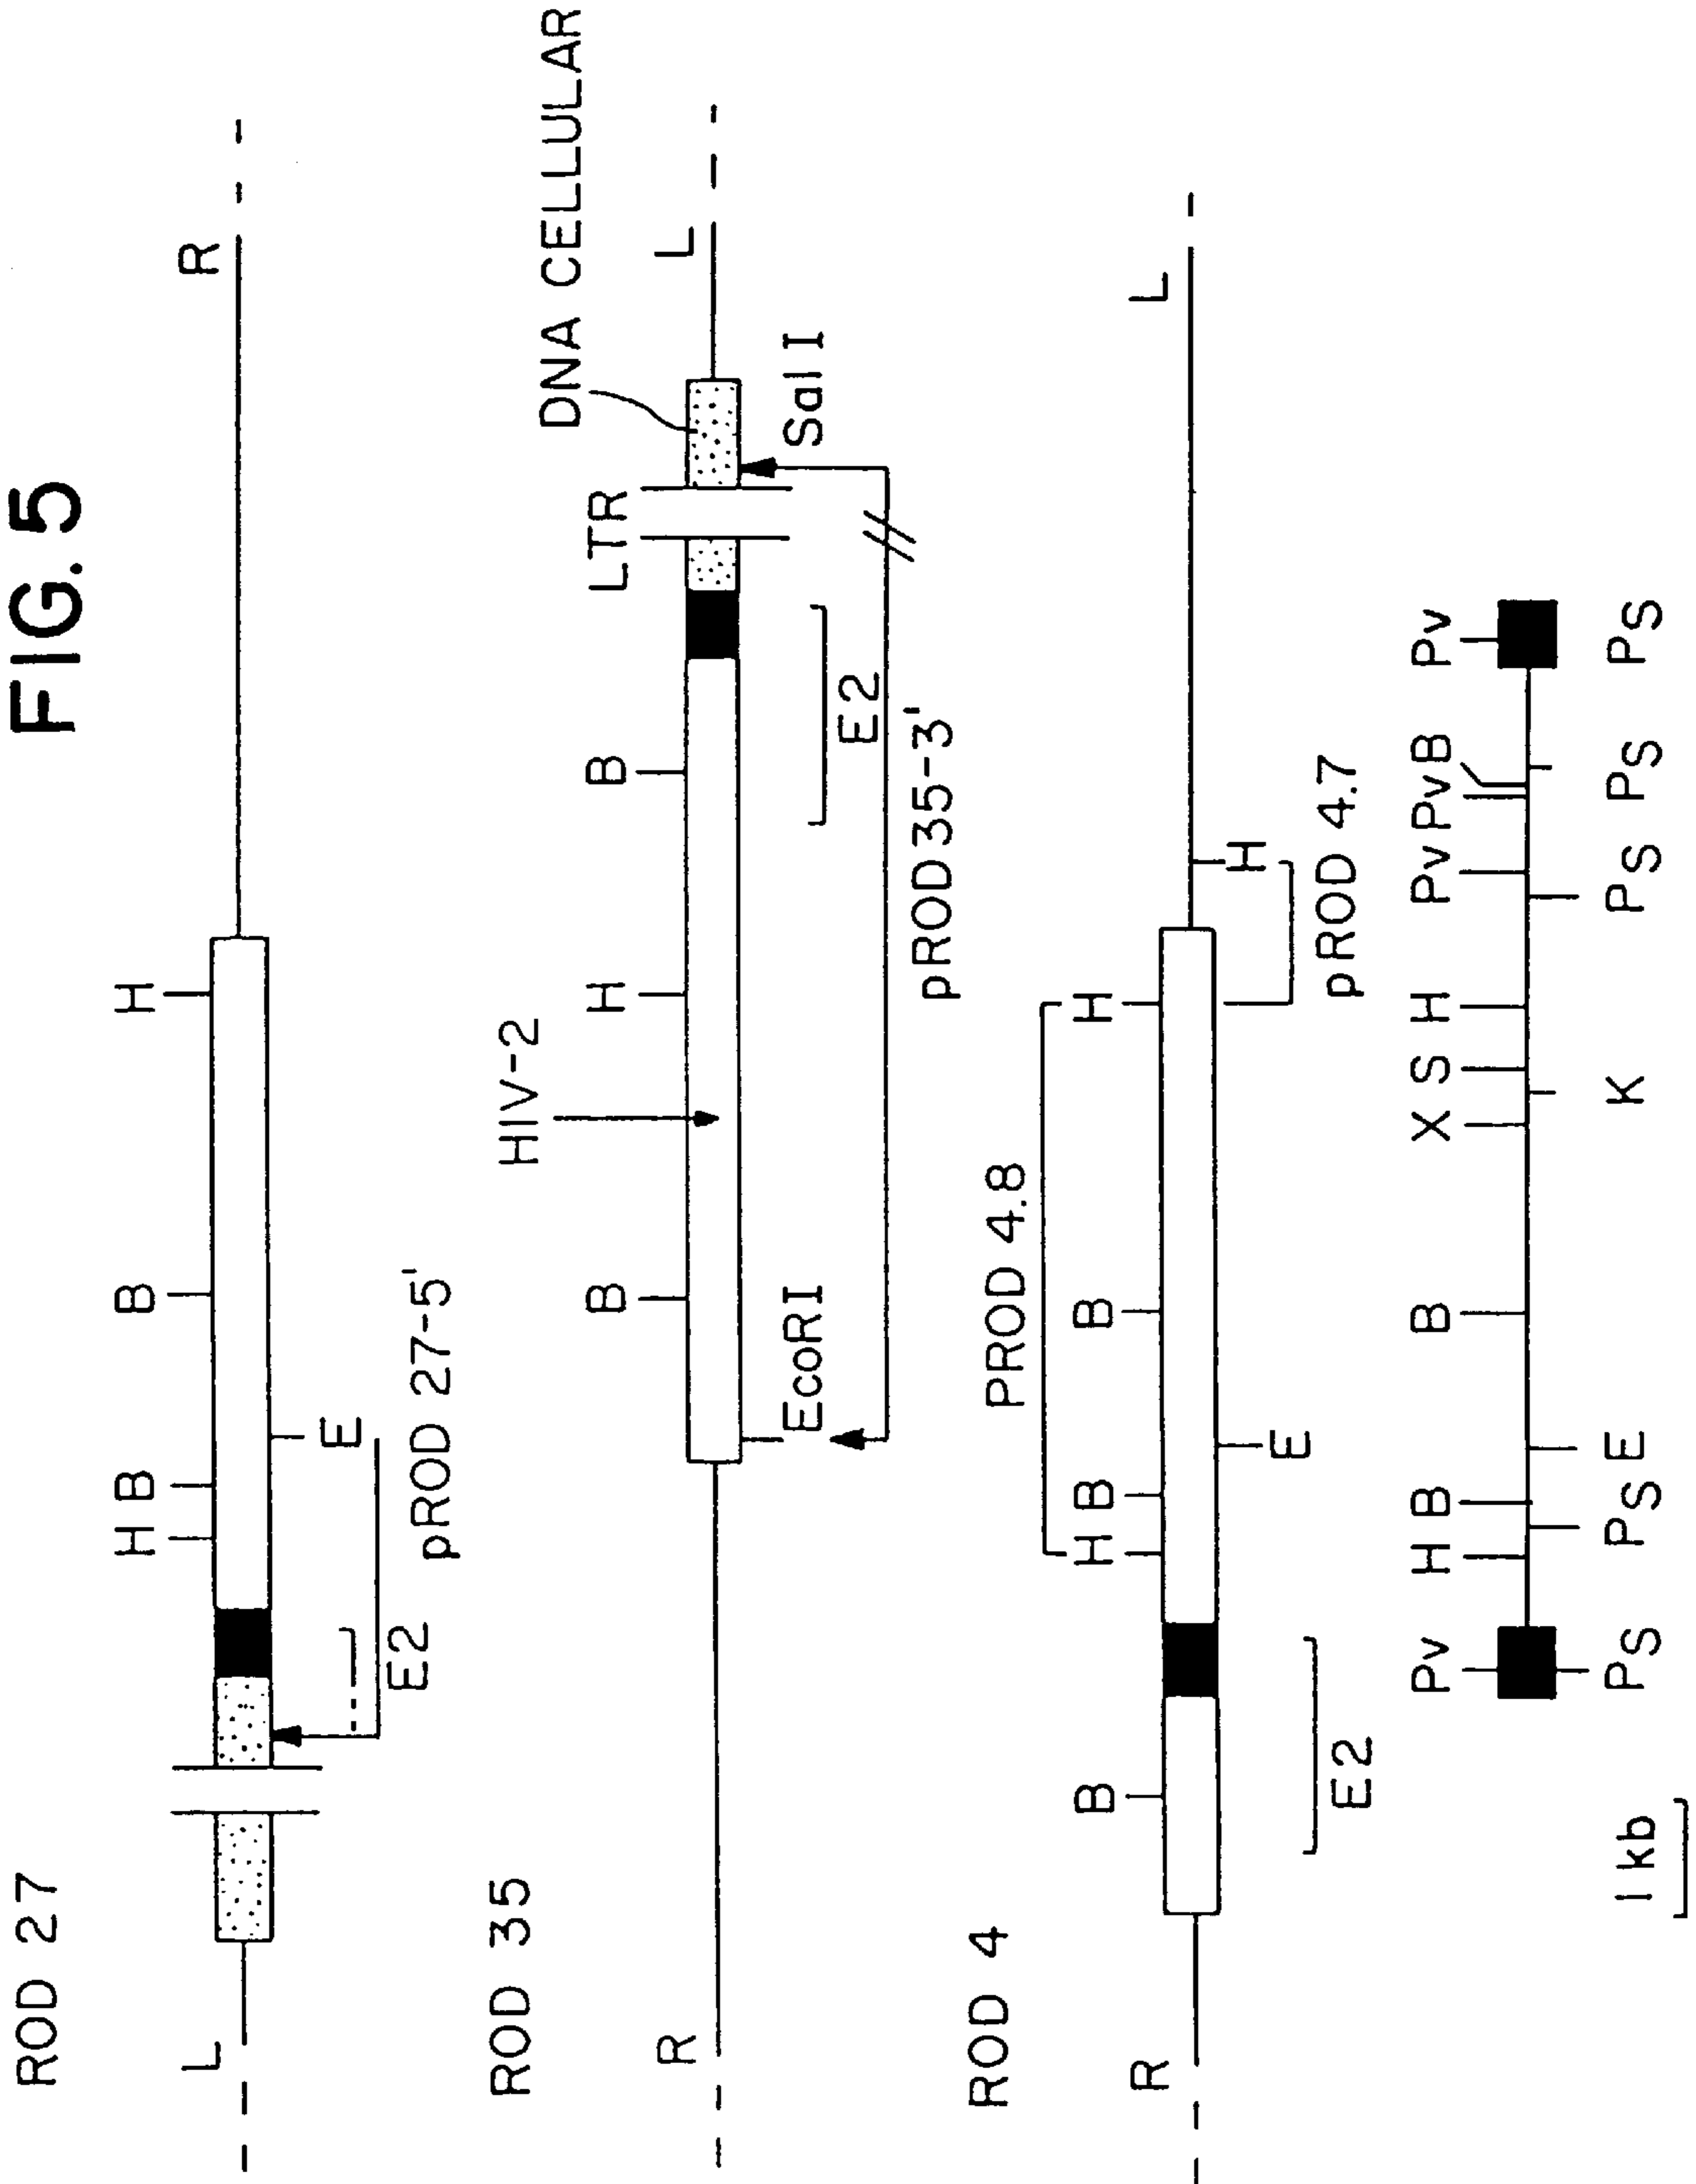 FIG. 5
ROD 27
L
R
H B B H
E
E2
pROD 27-5'
ROD 35
HIV-2
LTR
DNA CELLULAR
R
B H B
L
EcoRI
Sal I
E2
pROD35-3'
ROD 4
PROD 4.8
R
B H B B H
L
E
H
E2
pROD 4.7
Pv H B B X S H Pv Pv B Pv
PS PS E K PS PS PS
1 kb